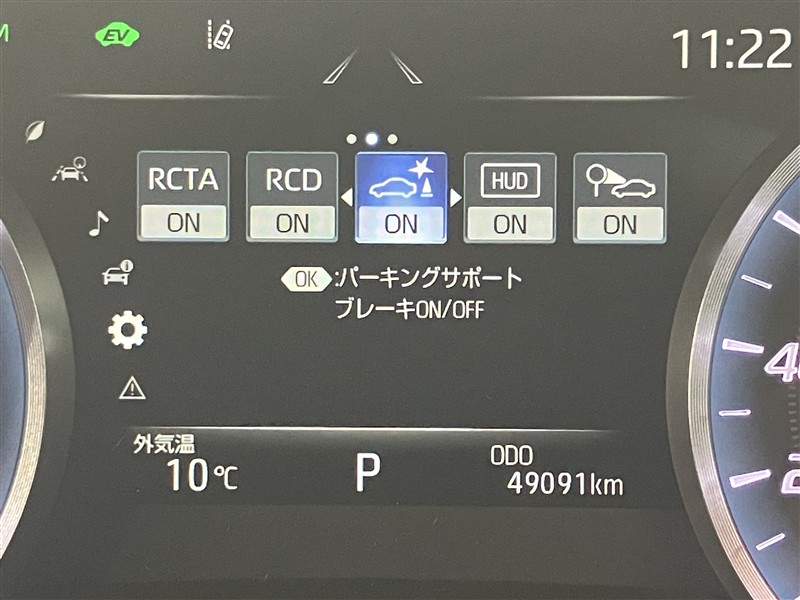 EV
11:22
RCTA
RCD
HUD
ON
ON
ON
ON
ON
OK :パーキングサポート
ブレーキON/OFF
外気温
10℃
P
ODO
49091km